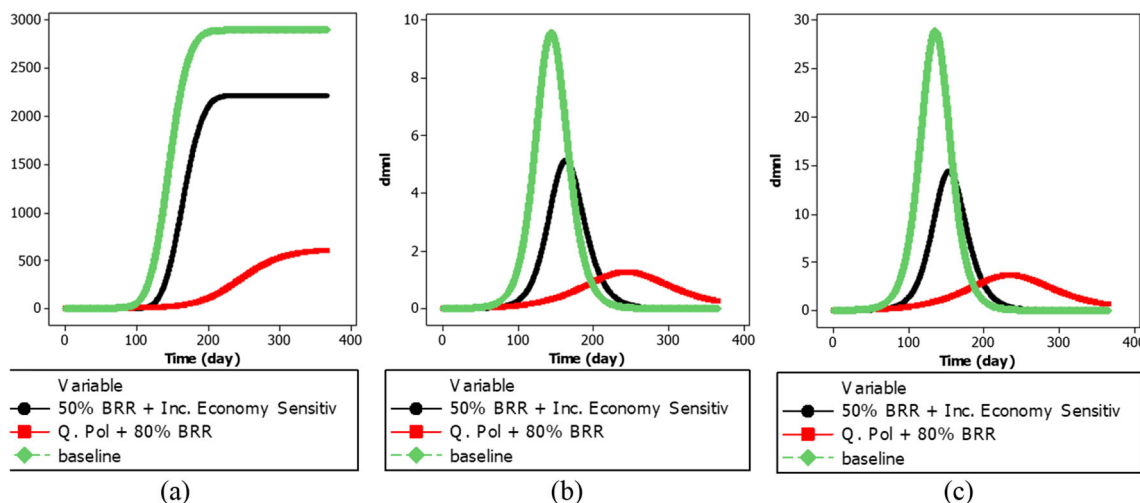 3000
2500
2000
1500
1000
500
0
0 100 200 300 400
Time (day)
Variable
50% BRR + Inc. Economy Sensitiv
Q. Pol + 80% BRR
baseline
(a)
dmnl
10
8
6
4
2
0
0 100 200 300 400
Time (day)
Variable
50% BRR + Inc. Economy Sensitiv
Q. Pol + 80% BRR
baseline
(b)
dmnl
30
25
20
15
10
5
0
0 100 200 300 400
Time (day)
Variable
50% BRR + Inc. Economy Sensitiv
Q. Pol + 80% BRR
baseline
(c)